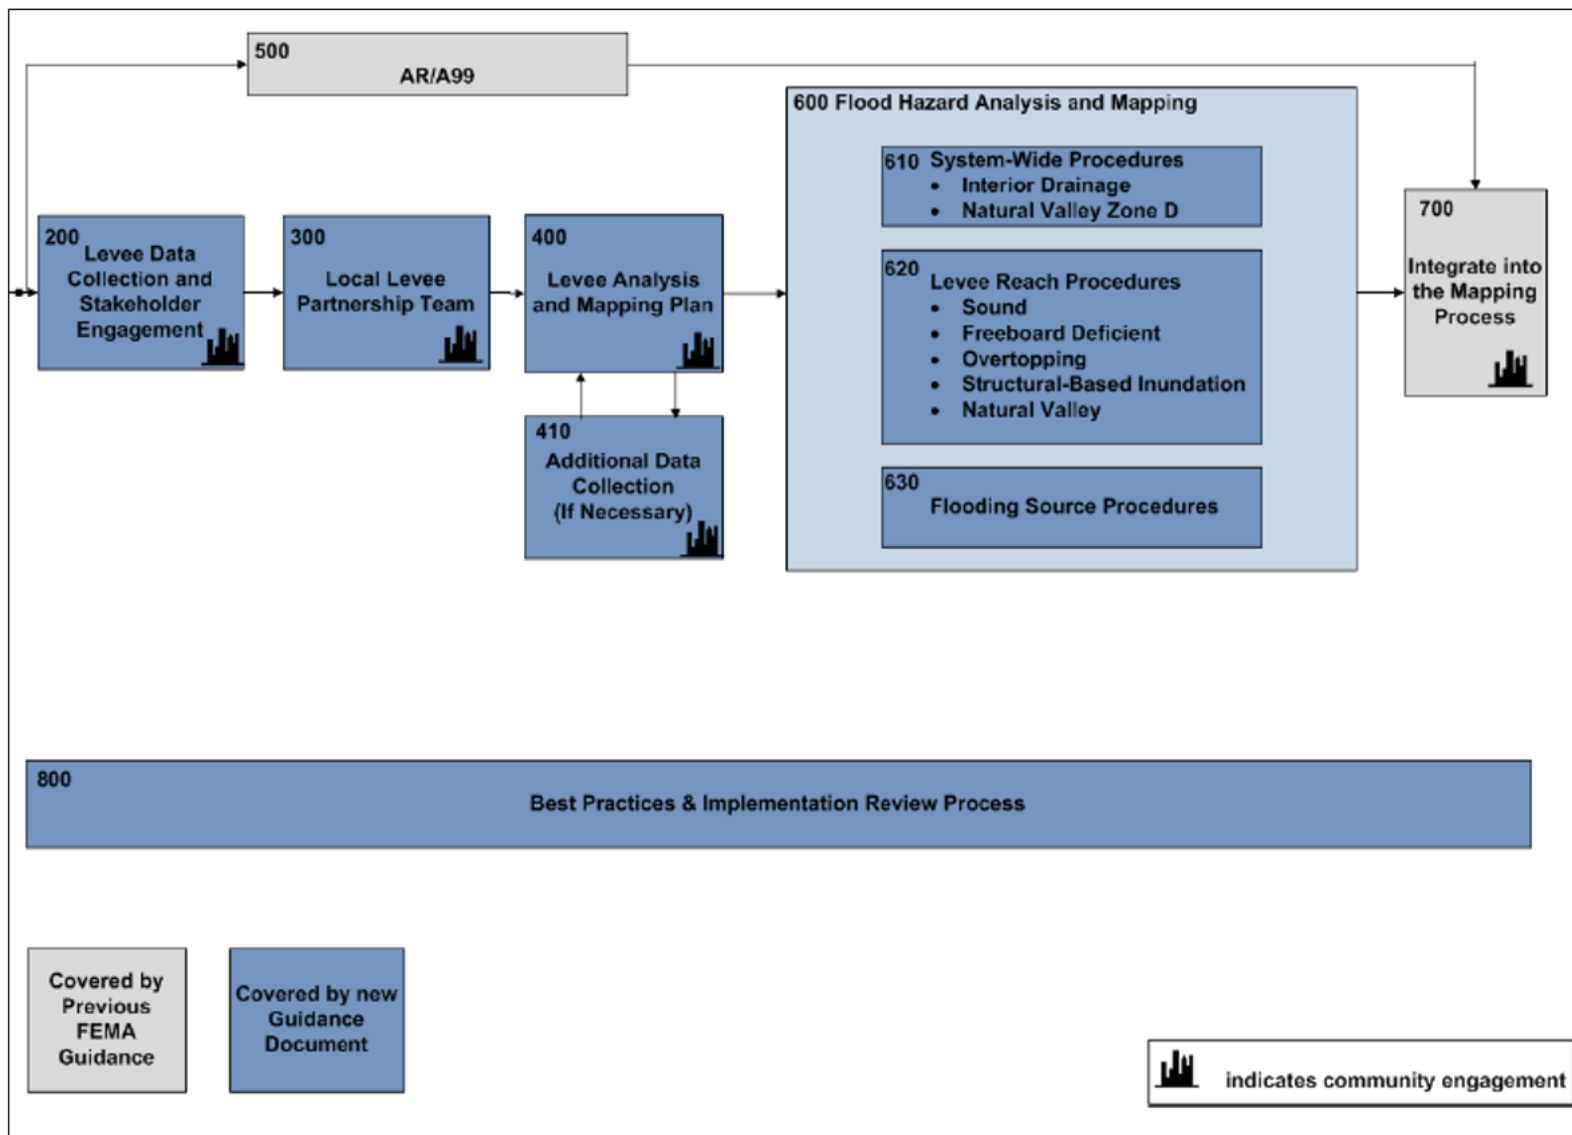 500
AR/A99
600 Flood Hazard Analysis and Mapping
610 System-Wide Procedures
• Interior Drainage
• Natural Valley Zone D
200
Levee Data
Collection and
Stakeholder
Engagement
300
Local Levee
Partnership Team
400
Levee Analysis
and Mapping Plan
410
Additional Data
Collection
(If Necessary)
620
Levee Reach Procedures
• Sound
• Freeboard Deficient
• Overtopping
• Structural-Based Inundation
• Natural Valley
630
Flooding Source Procedures
700
Integrate into
the Mapping
Process
800
Best Practices & Implementation Review Process
Covered by
Previous
FEMA
Guidance
Covered by new
Guidance
Document
indicates community engagement